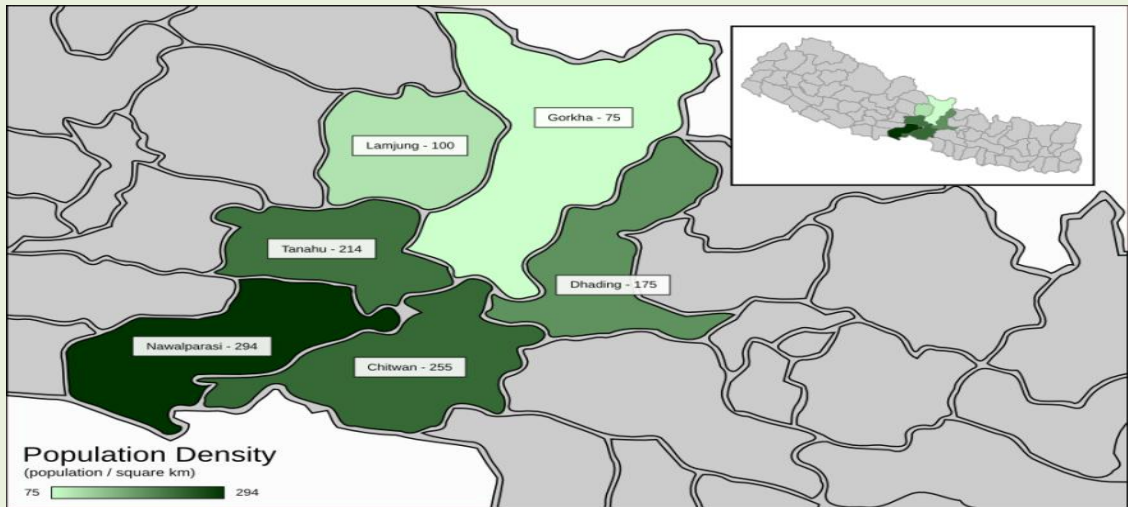 Gorkha - 75
Lamjung - 100
Tanahu - 214
Dhading - 175
Nawalparasi - 294
Chitwan - 255
Population Density
(population / square km)
75 294